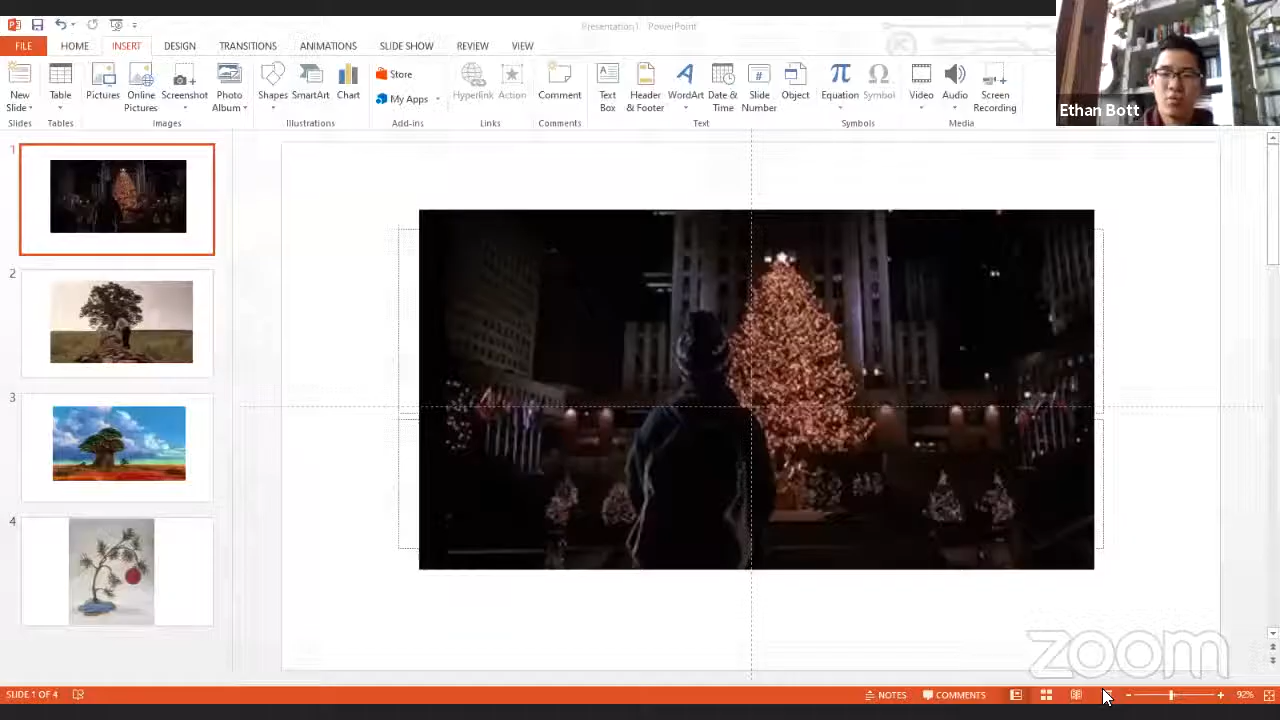 Presentation1 - PowerPoint
FILE HOME INSERT DESIGN TRANSITIONS ANIMATIONS SLIDE SHOW REVIEW VIEW
New Slide
Table
Pictures
Online Pictures
Screenshot
Photo Album
Shapes
SmartArt
Chart
Store
My Apps
Hyperlink
Action
Comment
Text Box
Header & Footer
WordArt
Date & Time
Slide Number
Object
Equation
Symbol
Video
Audio
Screen Recording
Slides Tables Images Illustrations Add-ins Links Comments Text Symbols Media
Ethan Bott
1
2
3
4
zoom
SLIDE 1 OF 4 NOTES COMMENTS 92%